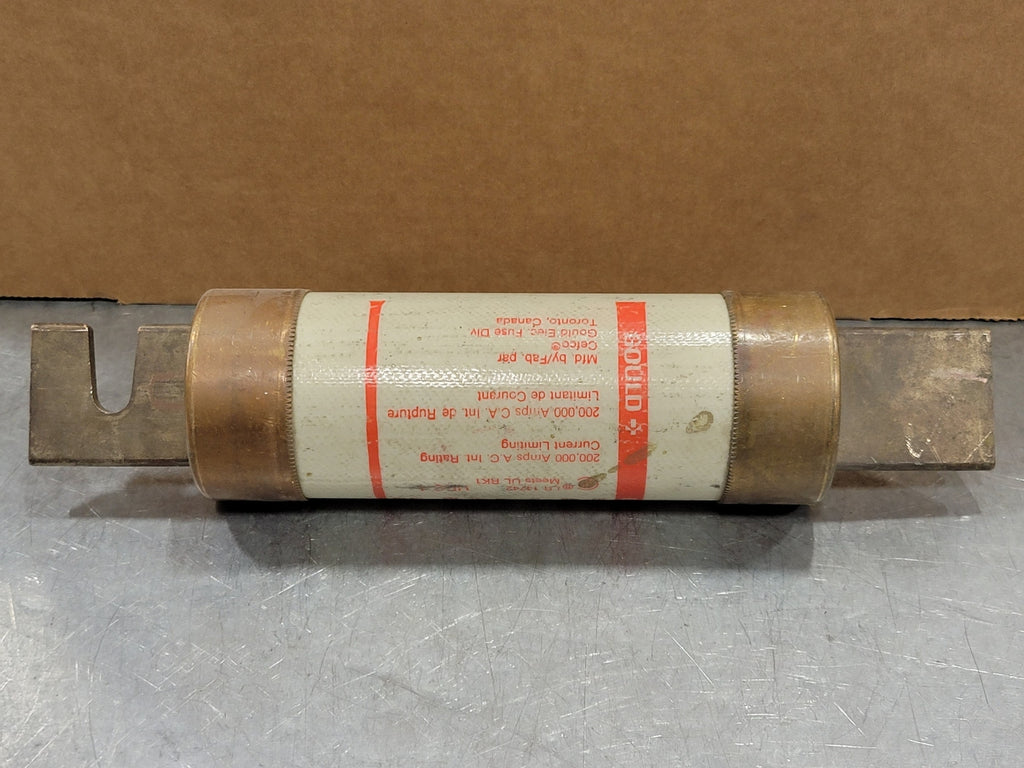 GOULD
Meets UL RK1
200,000 Amps A.C. Int. Rating
Current Limiting
200,000 Amps C.A. Int. de Rupture
Limitant de Courant
Mfd. by/Fab. par
Cefco®
Gould Elec. Fuse Div.
Toronto, Canada